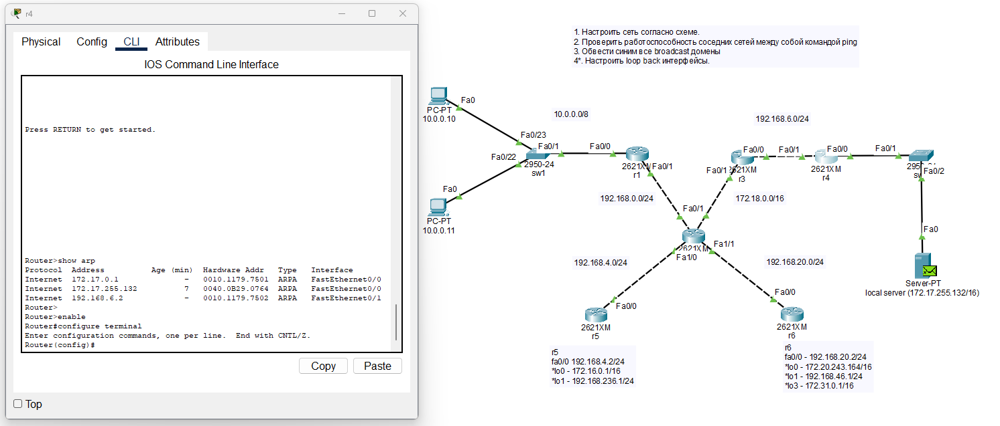 r4
Physical Config CLI Attributes
IOS Command Line Interface
Press RETURN to get started.
Router>show arp
Protocol Address Age (min) Hardware Addr Type Interface
Internet 172.17.0.1 - 0010.1179.7501 ARPA FastEthernet0/0
Internet 172.17.255.132 7 0040.0B29.0764 ARPA FastEthernet0/0
Internet 192.168.6.2 - 0010.1179.7502 ARPA FastEthernet0/1
Router>
Router>enable
Router#configure terminal
Enter configuration commands, one per line. End with CNTL/Z.
Router(config)#
Copy Paste
Top
1. Настроить сеть согласно схеме.
2. Проверить работоспособность соседних сетей между собой командой ping
3. Обвести синим все broadcast домены
4*. Настроить loop back интерфейсы.
Fa0
PC-PT
10.0.0.10
10.0.0.0/8
192.168.6.0/24
Fa0/23
Fa0/1
Fa0/0
Fa0/22
2950-24
sw1
2621XM
r1
Fa0/1
Fa0/0
Fa0/1
Fa0/0
Fa0/1
Fa0/1
2621XM
r3
2621XM
r4
Fa0/2
Fa0
PC-PT
10.0.0.11
192.168.0.0/24
172.18.0.0/16
Fa0/1
2621XM
Fa1/0
Fa1/1
Fa0
192.168.4.0/24
192.168.20.0/24
Server-PT
local server (172.17.255.132/16)
Fa0/0
2621XM
r5
Fa0/0
2621XM
r6
r5
fa0/0 192.168.4.2/24
*lo0 - 172.16.0.1/16
*lo1 - 192.168.236.1/24
r6
fa0/0 - 192.168.20.2/24
*lo0 - 172.20.243.164/16
*lo1 - 192.168.46.1/24
*lo3 - 172.31.0.1/16